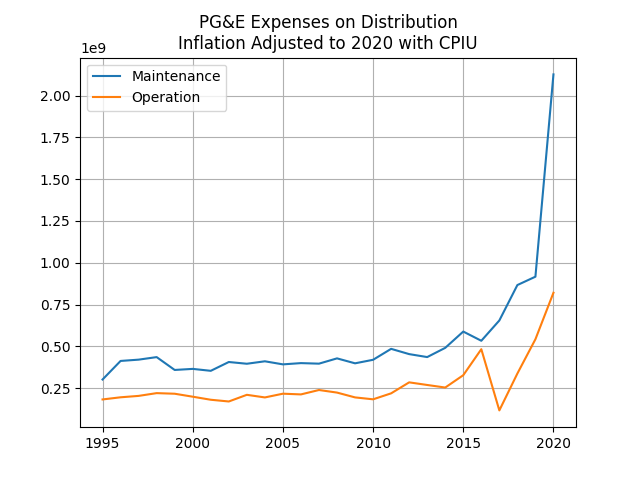 PG&E Expenses on Distribution
Inflation Adjusted to 2020 with CPIU
1e9
Maintenance
Operation
2.00
1.75
1.50
1.25
1.00
0.75
0.50
0.25
1995 2000 2005 2010 2015 2020